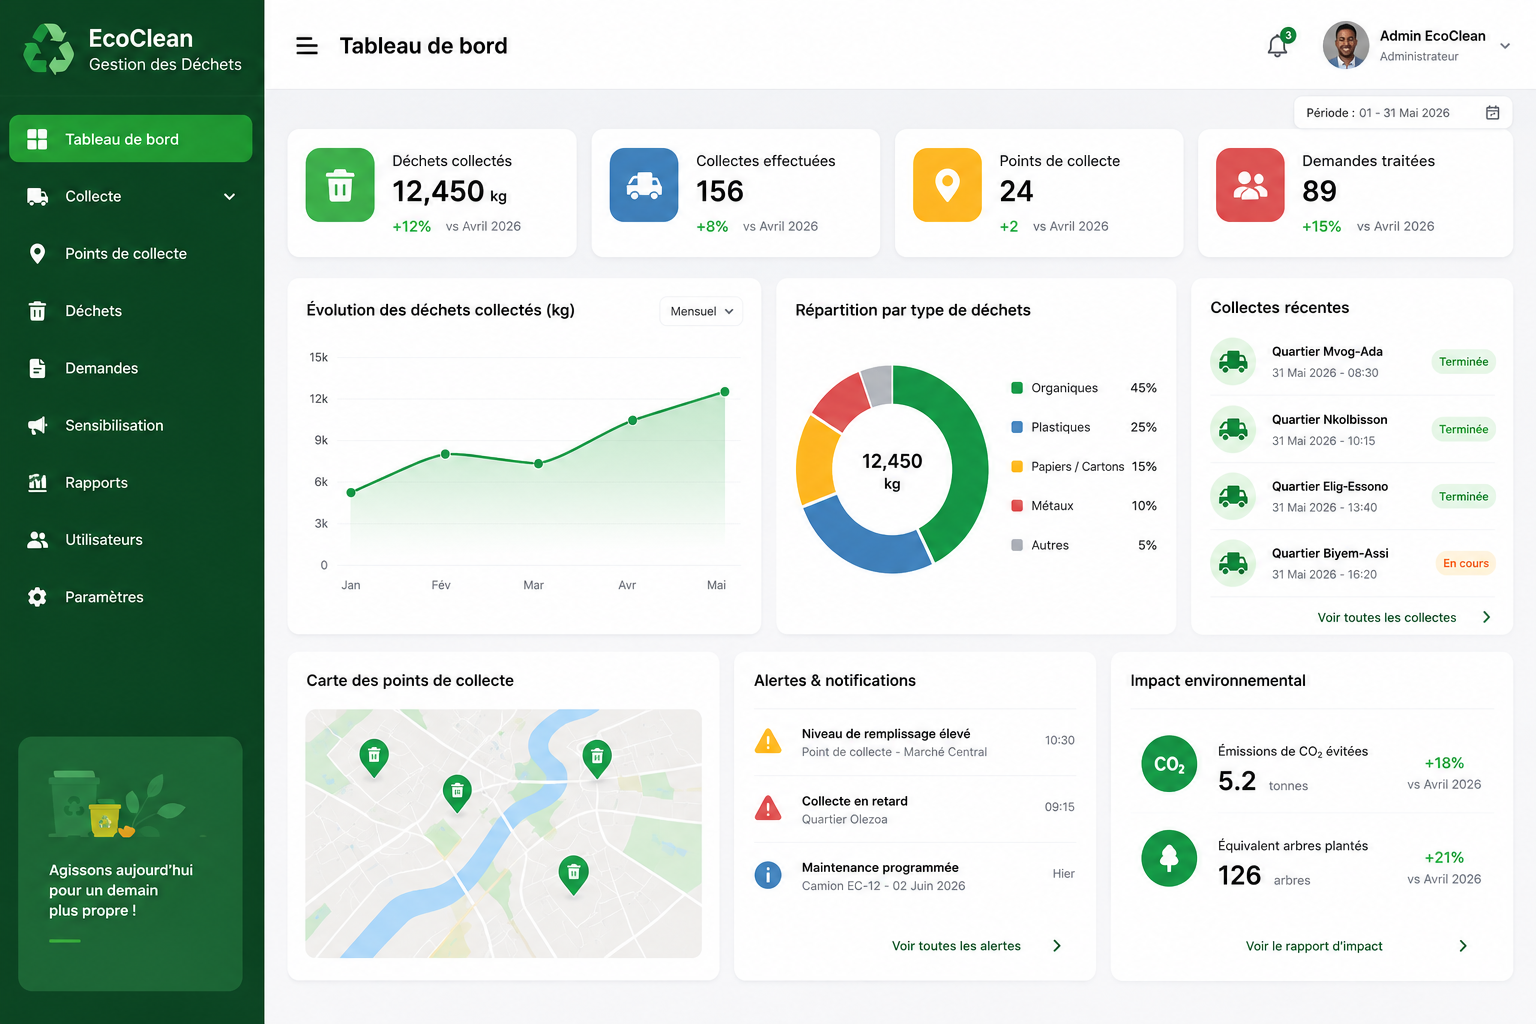 EcoClean
Gestion des Déchets
Tableau de bord
Collecte
Points de collecte
Déchets
Demandes
Sensibilisation
Rapports
Utilisateurs
Paramètres
Agissons aujourd'hui
pour un demain
plus propre !
Tableau de bord
3
Admin EcoClean
Administrateur
Période : 01 - 31 Mai 2026
Déchets collectés
12,450 kg
+12% vs Avril 2026
Collectes effectuées
156
+8% vs Avril 2026
Points de collecte
24
+2 vs Avril 2026
Demandes traitées
89
+15% vs Avril 2026
Évolution des déchets collectés (kg)
Mensuel
15k
12k
9k
6k
3k
0
Jan Fév Mar Avr Mai
Répartition par type de déchets
12,450
kg
Organiques 45%
Plastiques 25%
Papiers / Cartons 15%
Métaux 10%
Autres 5%
Collectes récentes
Quartier Mvog-Ada
31 Mai 2026 - 08:30
Terminée
Quartier Nkolbisson
31 Mai 2026 - 10:15
Terminée
Quartier Elig-Essono
31 Mai 2026 - 13:40
Terminée
Quartier Biyem-Assi
31 Mai 2026 - 16:20
En cours
Voir toutes les collectes
Carte des points de collecte
Alertes & notifications
Niveau de remplissage élevé
Point de collecte - Marché Central
10:30
Collecte en retard
Quartier Olezoa
09:15
Maintenance programmée
Camion EC-12 - 02 Juin 2026
Hier
Voir toutes les alertes
Impact environnemental
CO₂
Émissions de CO₂ évitées
5.2 tonnes
+18%
vs Avril 2026
Équivalent arbres plantés
126 arbres
+21%
vs Avril 2026
Voir le rapport d'impact